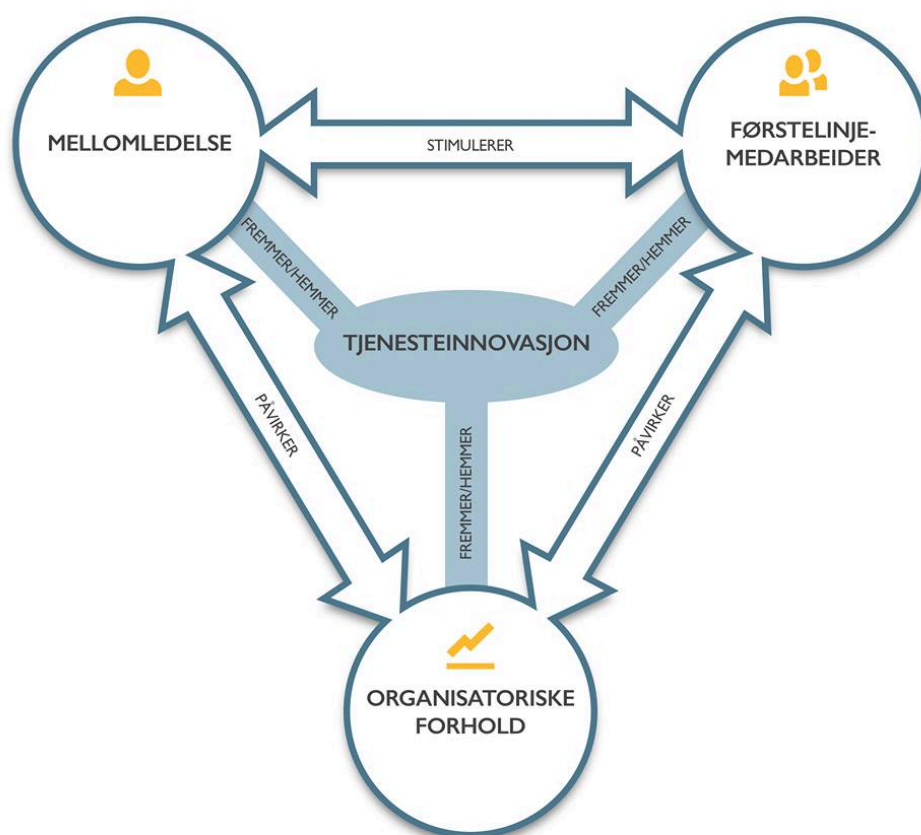 MELLOMLEDELSE
STIMULERER
FØRSTELINJE-
MEDARBEIDER
FREMMER/HEMMER
FREMMER/HEMMER
TJENESTEINNOVASJON
PÅVIRKER
FREMMER/HEMMER
PÅVIRKER
ORGANISATORISKE
FORHOLD